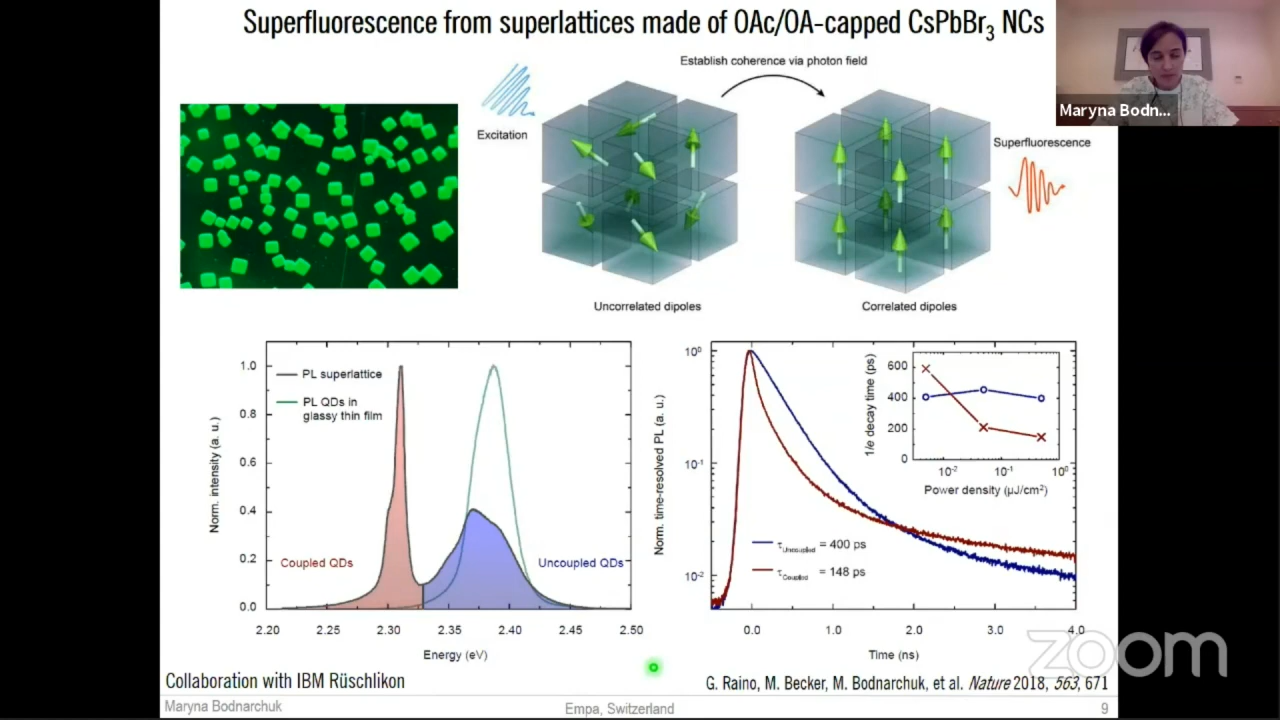 Superfluorescence from superlattices made of OAc/OA-capped CsPbBr₃ NCs
Maryna Bodn...
Establish coherence via photon field
Excitation
Superfluorescence
Uncorrelated dipoles
Correlated dipoles
Norm. intensity (a. u.)
1.0
0.8
0.6
0.4
0.2
0.0
PL superlattice
PL QDs in
glassy thin film
Coupled QDs
Uncoupled QDs
2.20 2.25 2.30 2.35 2.40 2.45 2.50
Energy (eV)
Norm. time-resolved PL (a. u.)
10⁰
10⁻¹
10⁻²
1/e decay time (ps)
600
400
200
0
10⁻² 10⁻¹ 10⁰
Power density (µJ/cm²)
τUncoupled = 400 ps
τCoupled = 148 ps
0.0 1.0 2.0 3.0 4.0
Time (ns)
zoom
Collaboration with IBM Rüschlikon
G. Raino, M. Becker, M. Bodnarchuk, et al. Nature 2018, 563, 671
Maryna Bodnarchuk
Empa, Switzerland
9